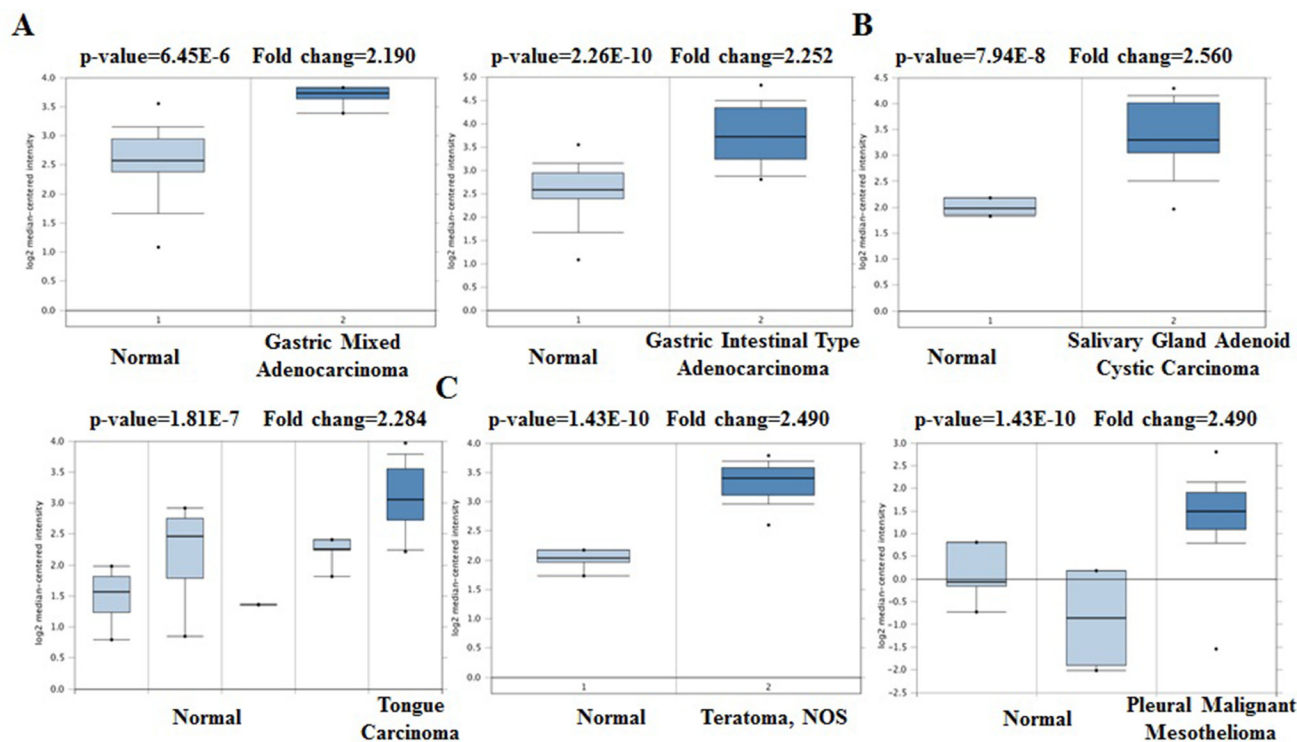 A
B
p-value=6.45E-6 Fold chang=2.190
p-value=2.26E-10 Fold chang=2.252
p-value=7.94E-8 Fold chang=2.560
log2 median-centered intensity
4.0
3.5
3.0
2.5
2.0
1.5
1.0
0.5
0.0
1 2
Normal
Gastric Mixed
Adenocarcinoma
log2 median-centered intensity
5.0
4.5
4.0
3.5
3.0
2.5
2.0
1.5
1.0
0.5
0.0
1 2
Normal
Gastric Intestinal Type
Adenocarcinoma
log2 median-centered intensity
4.5
4.0
3.5
3.0
2.5
2.0
1.5
1.0
0.5
0.0
1 2
Normal
Salivary Gland Adenoid
Cystic Carcinoma
C
p-value=1.81E-7 Fold chang=2.284
p-value=1.43E-10 Fold chang=2.490
p-value=1.43E-10 Fold chang=2.490
log2 median-centered intensity
4.0
3.5
3.0
2.5
2.0
1.5
1.0
0.5
0.0
Normal
Tongue
Carcinoma
log2 median-centered intensity
4.0
3.5
3.0
2.5
2.0
1.5
1.0
0.5
0.0
1 2
Normal
Teratoma, NOS
log2 median-centered intensity
3.0
2.5
2.0
1.5
1.0
0.5
0.0
-0.5
-1.0
-1.5
-2.0
-2.5
Normal
Pleural Malignant
Mesothelioma